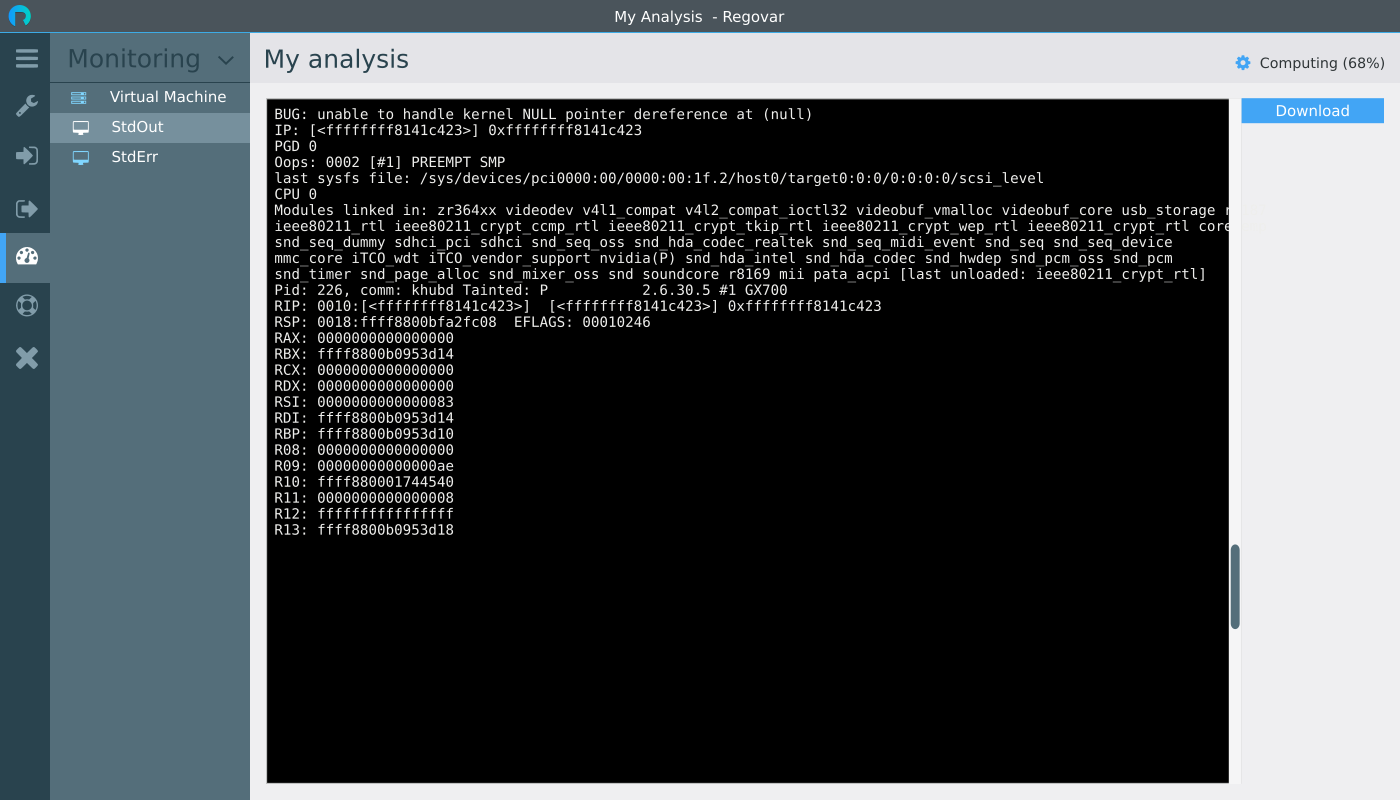 My Analysis - Regovar
Monitoring
My analysis
Computing (68%)
Virtual Machine
StdOut
StdErr
Download
BUG: unable to handle kernel NULL pointer dereference at (null)
IP: [<ffffffff8141c423>] 0xffffffff8141c423
PGD 0
Oops: 0002 [#1] PREEMPT SMP
last sysfs file: /sys/devices/pci0000:00/0000:00:1f.2/host0/target0:0:0/0:0:0:0/scsi_level
CPU 0
Modules linked in: zr364xx videodev v4l1_compat v4l2_compat_ioctl32 videobuf_vmalloc videobuf_core usb_storage r
ieee80211_rtl ieee80211_crypt_ccmp_rtl ieee80211_crypt_tkip_rtl ieee80211_crypt_wep_rtl ieee80211_crypt_rtl core
snd_seq_dummy sdhci_pci sdhci snd_seq_oss snd_hda_codec_realtek snd_seq_midi_event snd_seq snd_seq_device
mmc_core iTCO_wdt iTCO_vendor_support nvidia(P) snd_hda_intel snd_hda_codec snd_hwdep snd_pcm_oss snd_pcm
snd_timer snd_page_alloc snd_mixer_oss snd soundcore r8169 mii pata_acpi [last unloaded: ieee80211_crypt_rtl]
Pid: 226, comm: khubd Tainted: P           2.6.30.5 #1 GX700
RIP: 0010:[<ffffffff8141c423>]  [<ffffffff8141c423>] 0xffffffff8141c423
RSP: 0018:ffff8800bfa2fc08  EFLAGS: 00010246
RAX: 0000000000000000
RBX: ffff8800b0953d14
RCX: 0000000000000000
RDX: 0000000000000000
RSI: 0000000000000083
RDI: ffff8800b0953d14
RBP: ffff8800b0953d10
R08: 0000000000000000
R09: 00000000000000ae
R10: ffff880001744540
R11: 0000000000000008
R12: ffffffffffffffff
R13: ffff8800b0953d18